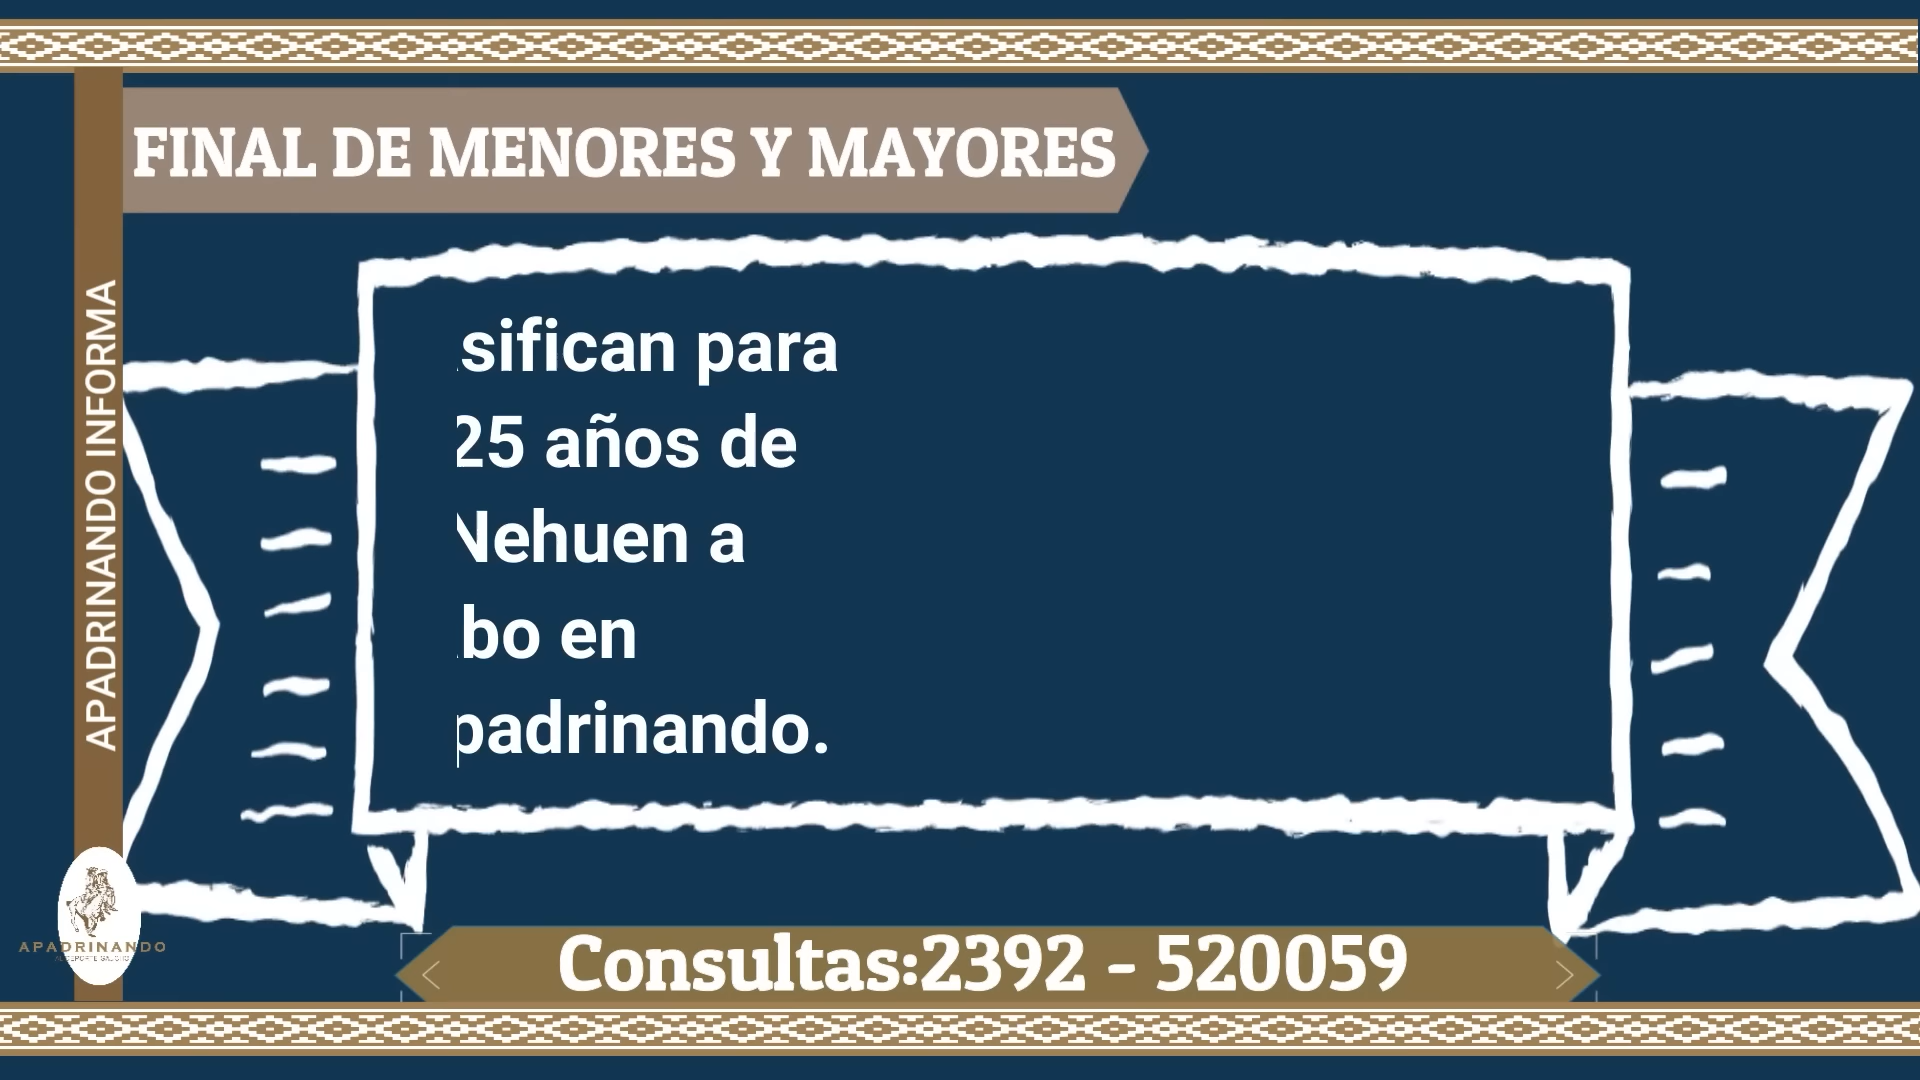 FINAL DE MENORES Y MAYORES
APADRINANDO INFORMA
sifican para
25 años de
Nehuen a
bo en
padrinando.
APADRINANDO
Consultas:2392 - 520059